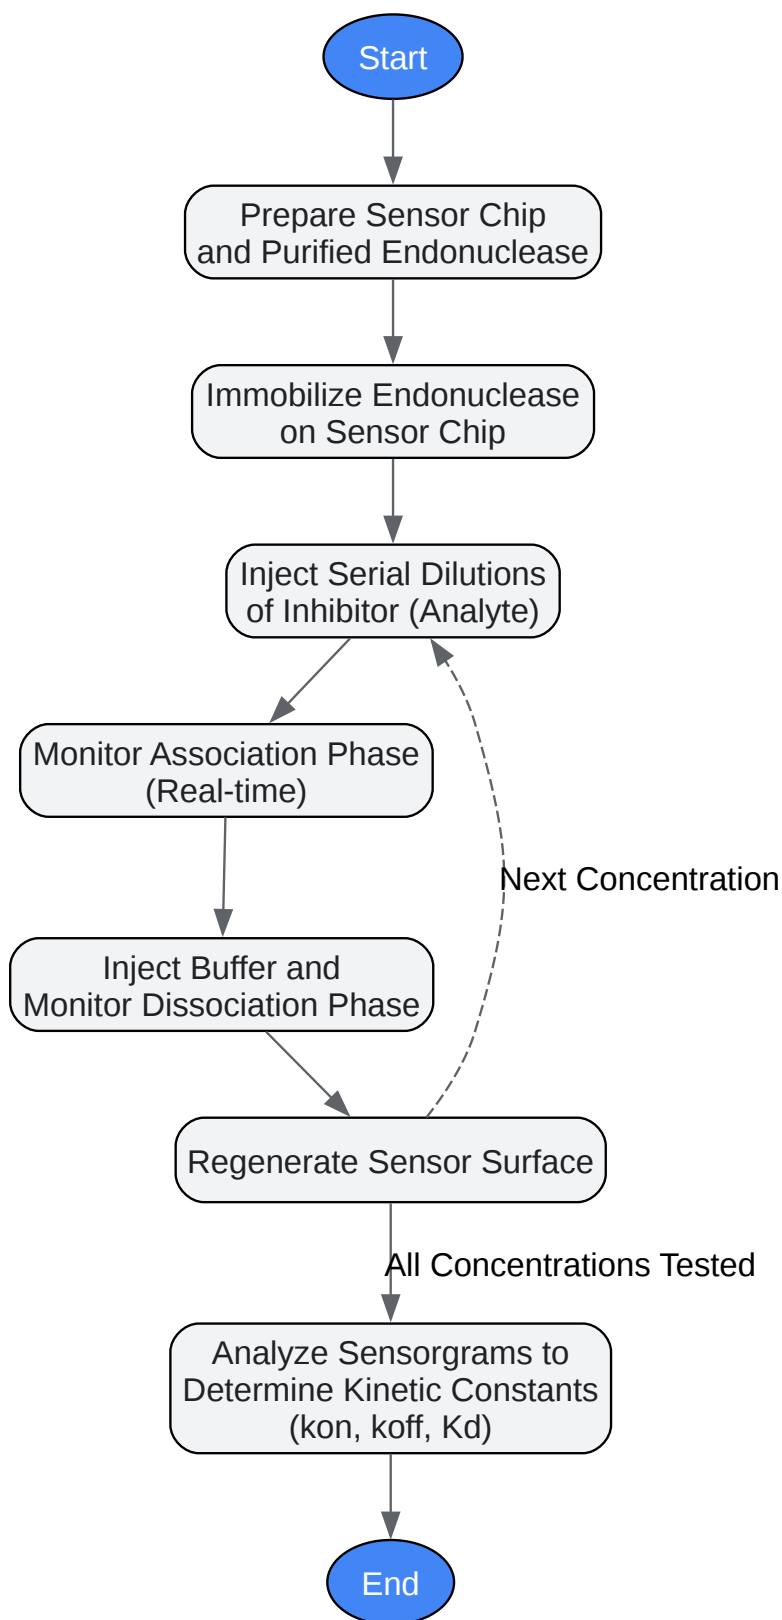 Start
Prepare Sensor Chip
and Purified Endonuclease
Immobilize Endonuclease
on Sensor Chip
Inject Serial Dilutions
of Inhibitor (Analyte)
Monitor Association Phase
(Real-time)
Next Concentration
Inject Buffer and
Monitor Dissociation Phase
Regenerate Sensor Surface
All Concentrations Tested
Analyze Sensorgrams to
Determine Kinetic Constants
(kon, koff, Kd)
End